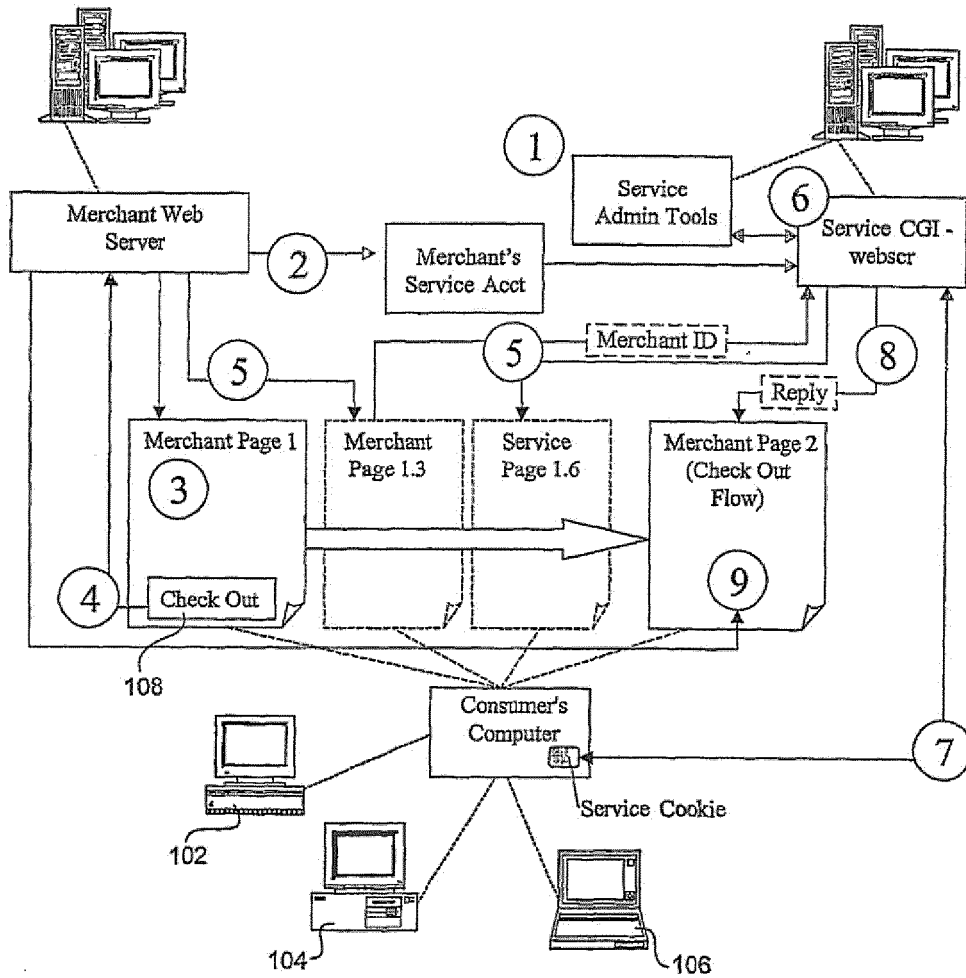 1
Merchant Web
Server
Service
Admin Tools
6
Service CGI -
webscr
2
Merchant's
Service Acct
5
5
Merchant ID
8
Reply
Merchant Page 1
3
Merchant
Page 1.3
Service
Page 1.6
Merchant Page 2
(Check Out
Flow)
4
Check Out
9
108
Consumer's
Computer
7
Service Cookie
102
104
106